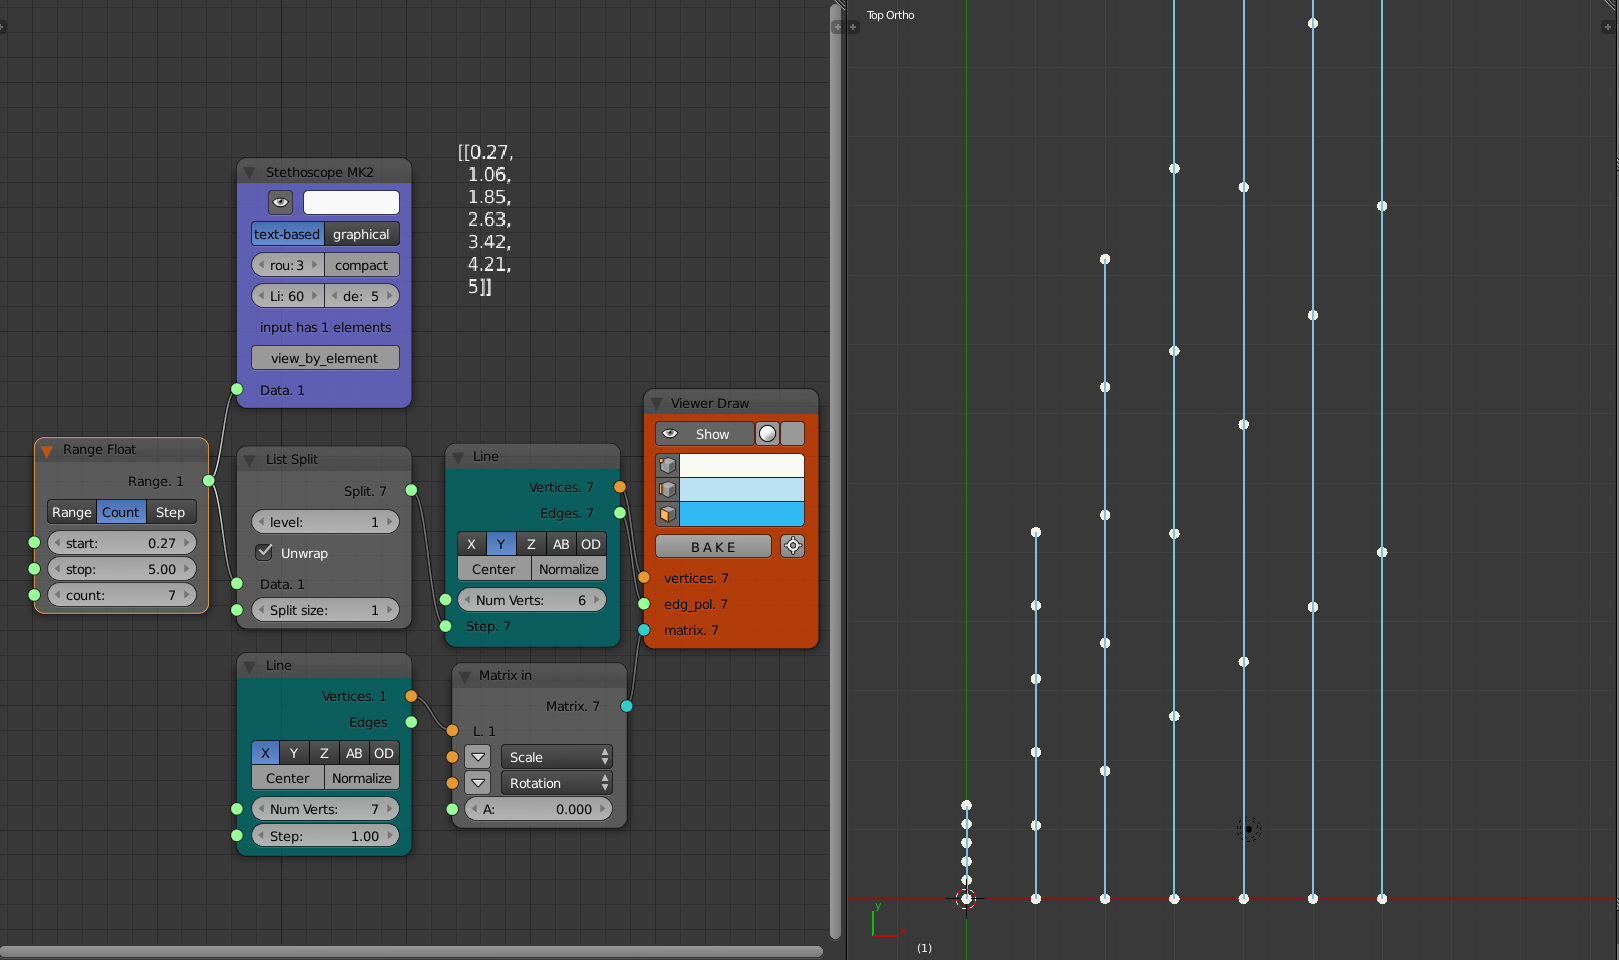 Top Ortho
[[0.27,
1.06,
1.85,
2.63,
3.42,
4.21,
5]]
Stethoscope MK2
text-based graphical
rou: 3 compact
Li: 60 de: 5
input has 1 elements
view_by_element
Data. 1
Range Float
Range. 1
Range Count Step
start: 0.27
stop: 5.00
count: 7
List Split
Split. 7
level: 1
Unwrap
Data. 1
Split size: 1
Line
Vertices. 7
Edges. 7
X Y Z AB OD
Center Normalize
Num Verts: 6
Step. 7
Viewer Draw
Show
BAKE
vertices. 7
edg_pol. 7
matrix. 7
Line
Vertices. 1
Edges
X Y Z AB OD
Center Normalize
Num Verts: 7
Step: 1.00
Matrix in
Matrix. 7
L. 1
Scale
Rotation
A: 0.000
y
x
(1)